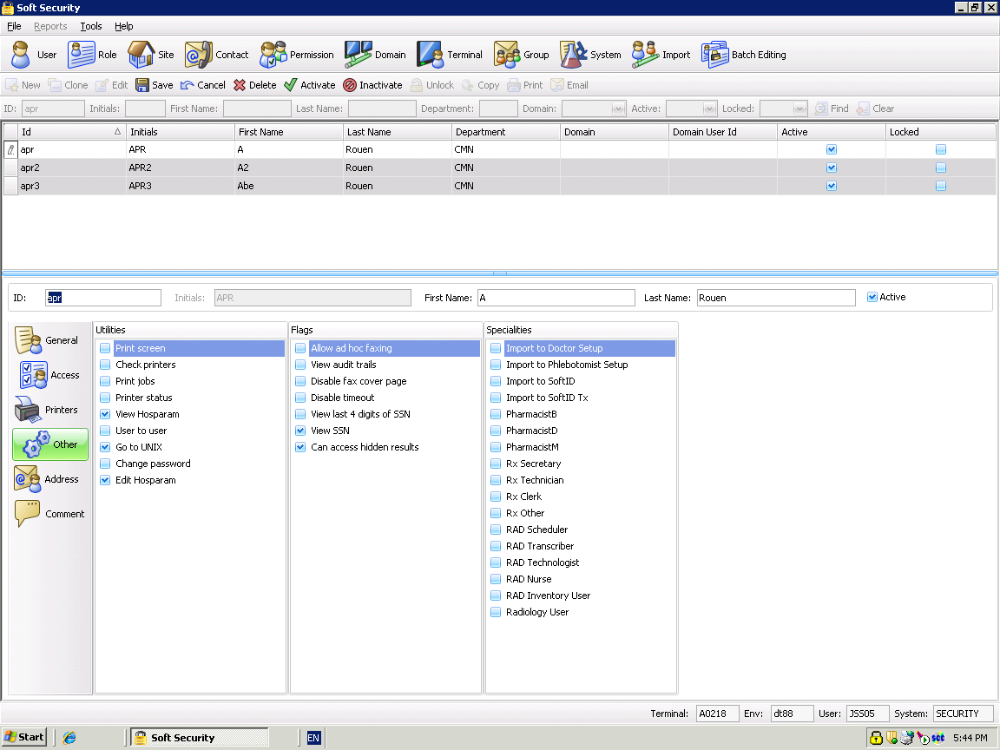 Soft Security
File Reports Tools Help
User Role Site Contact Permission Domain Terminal Group System Import Batch Editing
New Clone Edit Save Cancel Delete Activate Inactivate Unlock Copy Print Email
ID: apr Initials: First Name: Last Name: Department: Domain: Active: Locked: Find Clear
Id Initials First Name Last Name Department Domain Domain User Id Active Locked
apr APR A Rouen CMN
apr2 APR2 A2 Rouen CMN
apr3 APR3 Abe Rouen CMN
ID: apr Initials: APR First Name: A Last Name: Rouen Active
General
Access
Printers
Other
Address
Comment
Utilities
Print screen
Check printers
Print jobs
Printer status
View Hosparam
User to user
Go to UNIX
Change password
Edit Hosparam
Flags
Allow ad hoc faxing
View audit trails
Disable fax cover page
Disable timeout
View last 4 digits of SSN
View SSN
Can access hidden results
Specialities
Import to Doctor Setup
Import to Phlebotomist Setup
Import to SoftID
Import to SoftID Tx
PharmacistB
PharmacistD
PharmacistM
Rx Secretary
Rx Technician
Rx Clerk
Rx Other
RAD Scheduler
RAD Transcriber
RAD Technologist
RAD Nurse
RAD Inventory User
Radiology User
Terminal: A0218 Env: dt88 User: JSS05 System: SECURITY
Start Soft Security EN 5:44 PM